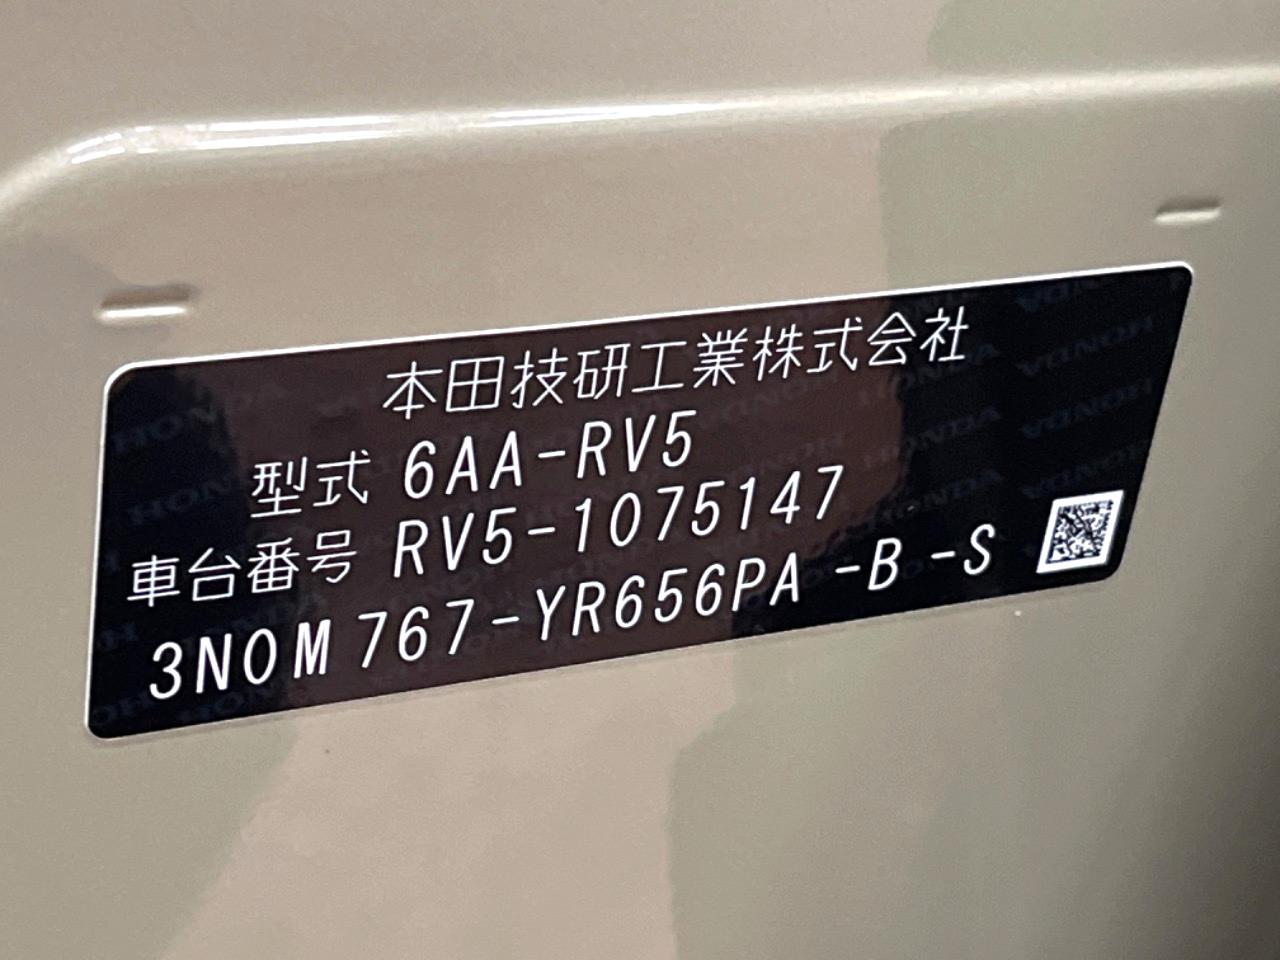 本田技研工業株式会社
型式 6AA-RV5
車台番号 RV5-1075147
3NOM 767-YR656PA -B -S